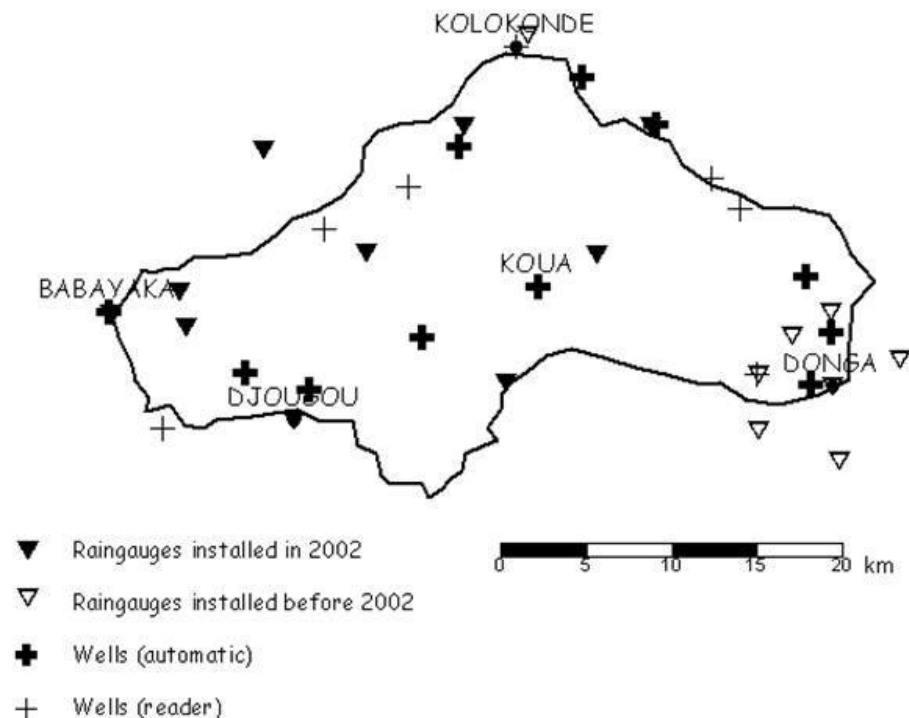 KOLOKONDE
KOUA
BABAYAKA
DONGA
DJOUGOU
Raingauges installed in 2002
0 5 10 15 20 km
Raingauges installed before 2002
Wells (automatic)
Wells (reader)